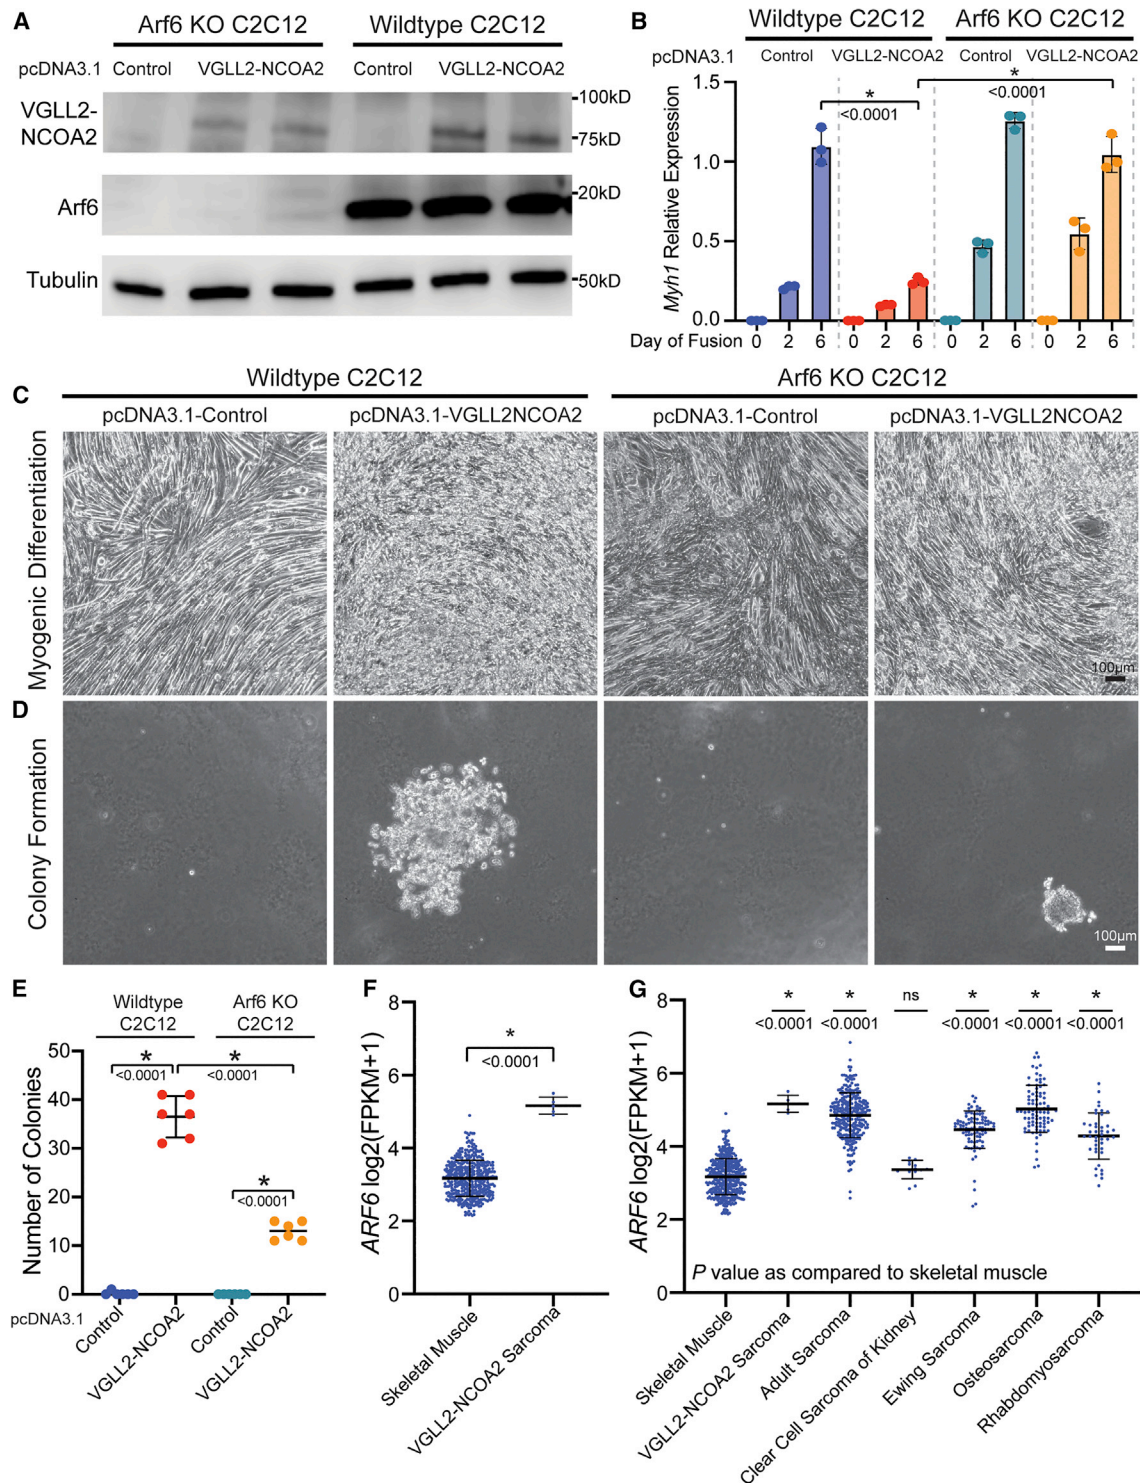 A
Arf6 KO C2C12
Wildtype C2C12
pcDNA3.1
Control
VGLL2-NCOA2
Control
VGLL2-NCOA2
VGLL2-
NCOA2
-100kD
-75kD
Arf6
-20kD
Tubulin
-50kD
B
Wildtype C2C12
Arf6 KO C2C12
pcDNA3.1
Control
VGLL2-NCOA2
Control
VGLL2-NCOA2
Myh1 Relative Expression
1.5
1.0
0.5
0.0
*
<0.0001
*
<0.0001
Day of Fusion
0 2 6 0 2 6 0 2 6 0 2 6
C
Wildtype C2C12
Arf6 KO C2C12
pcDNA3.1-Control
pcDNA3.1-VGLL2NCOA2
pcDNA3.1-Control
pcDNA3.1-VGLL2NCOA2
Myogenic Differentiation
100µm
D
Colony Formation
100µm
E
Wildtype
C2C12
Arf6 KO
C2C12
Number of Colonies
50
40
30
20
10
0
*
<0.0001
*
<0.0001
*
<0.0001
pcDNA3.1
Control
VGLL2-NCOA2
Control
VGLL2-NCOA2
F
ARF6 log2(FPKM+1)
8
6
4
2
0
*
<0.0001
Skeletal Muscle
VGLL2-NCOA2 Sarcoma
G
ARF6 log2(FPKM+1)
8
6
4
2
0
* * ns * * *
<0.0001 <0.0001 <0.0001 <0.0001 <0.0001
P value as compared to skeletal muscle
Skeletal Muscle
VGLL2-NCOA2 Sarcoma
Adult Sarcoma
Clear Cell Sarcoma of Kidney
Ewing Sarcoma
Osteosarcoma
Rhabdomyosarcoma